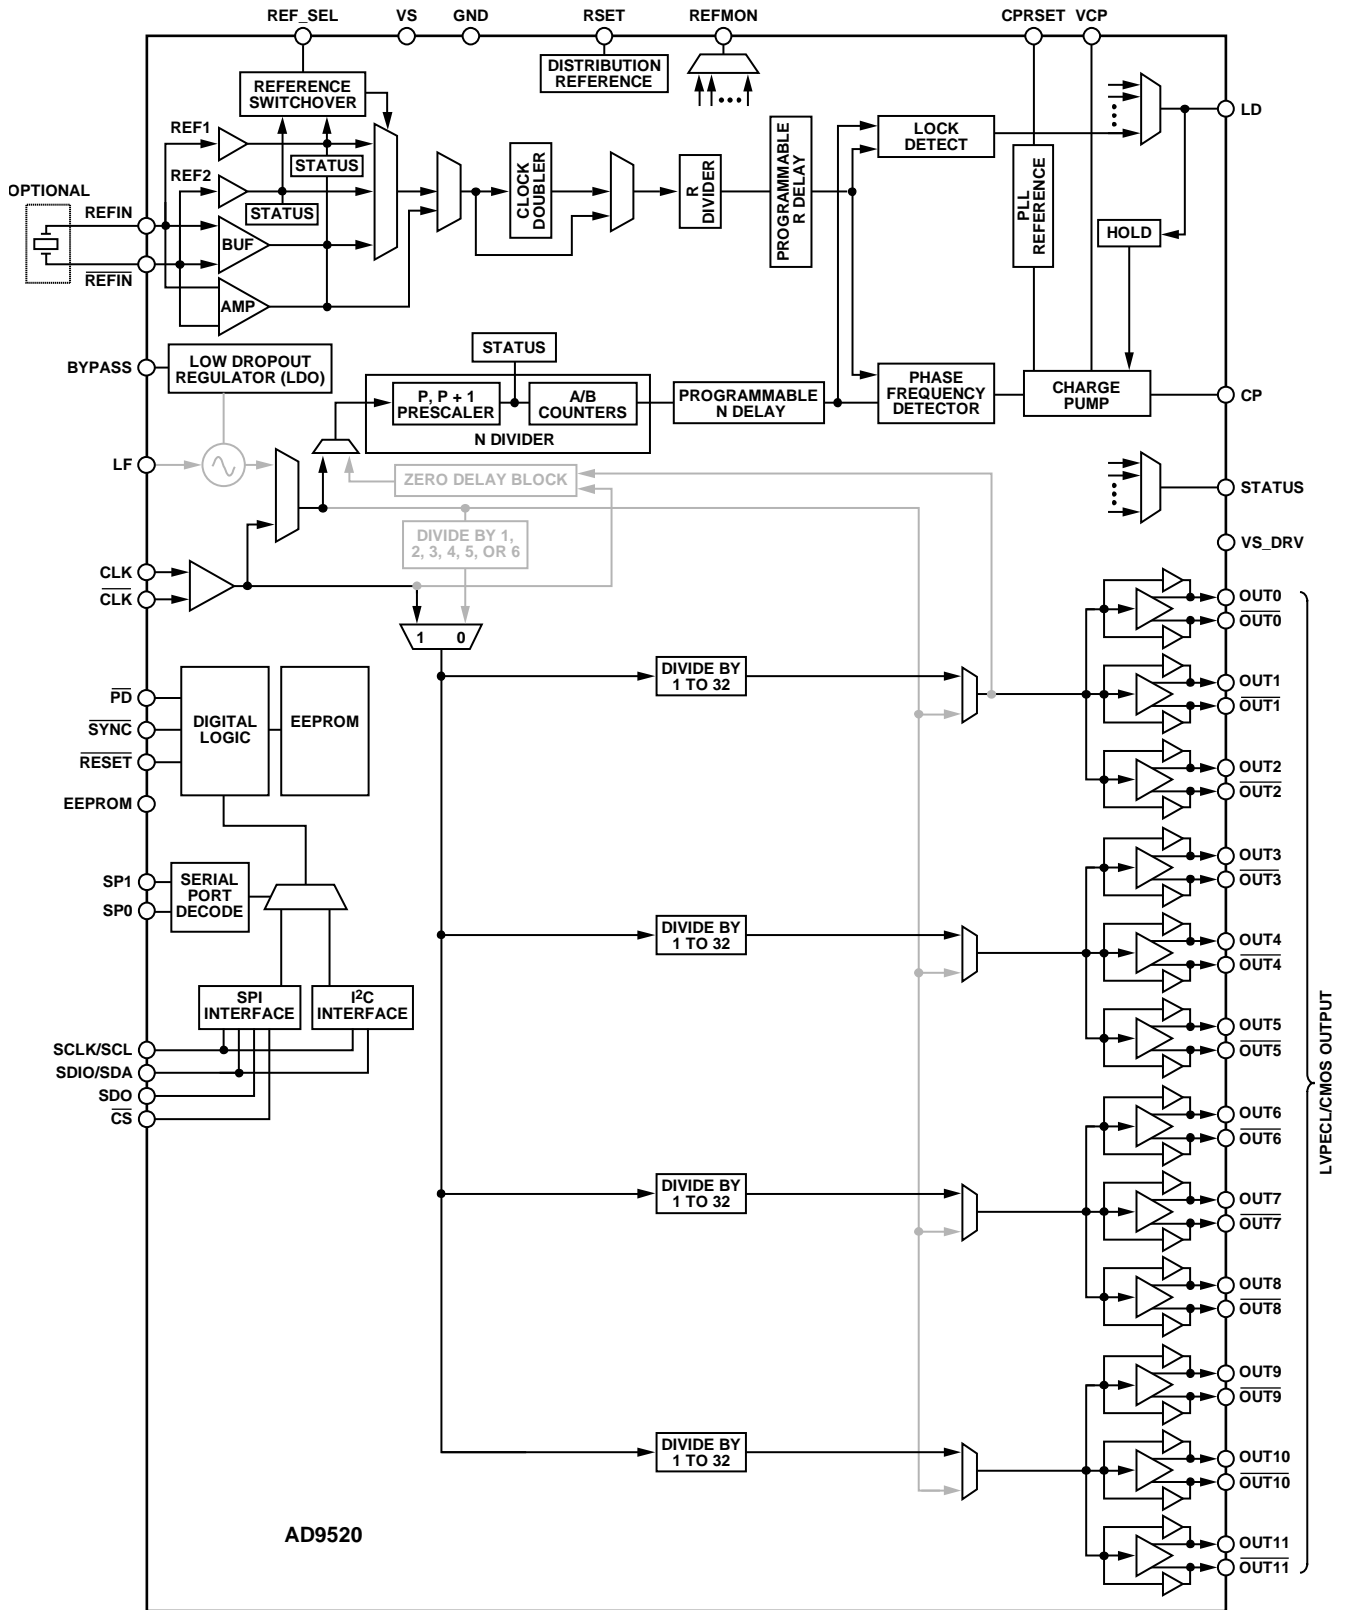 REF_SEL
VS
GND
RSET
REFMON
CPRSET
VCP
DISTRIBUTION
REFERENCE
REFERENCE
SWITCHOVER
LD
REF1
STATUS
LOCK
DETECT
PROGRAMMABLE
R DELAY
CLOCK
DOUBLER
R
DIVIDER
PLL
REFERENCE
OPTIONAL
REF2
STATUS
REFIN
BUF
HOLD
REFIN
AMP
STATUS
BYPASS
LOW DROPOUT
REGULATOR (LDO)
P, P + 1
PRESCALER
A/B
COUNTERS
N DIVIDER
PROGRAMMABLE
N DELAY
PHASE
FREQUENCY
DETECTOR
CHARGE
PUMP
CP
LF
ZERO DELAY BLOCK
STATUS
DIVIDE BY 1,
2, 3, 4, 5, OR 6
VS_DRV
CLK
CLK
1 0
OUT0
OUT0
DIVIDE BY
1 TO 32
OUT1
OUT1
PD
SYNC
RESET
DIGITAL
LOGIC
EEPROM
EEPROM
OUT2
OUT2
SP1
SP0
SERIAL
PORT
DECODE
OUT3
OUT3
DIVIDE BY
1 TO 32
OUT4
OUT4
SPI
INTERFACE
I2C
INTERFACE
OUT5
OUT5
SCLK/SCL
SDIO/SDA
SDO
CS
LVPECL/CMOS OUTPUT
OUT6
OUT6
DIVIDE BY
1 TO 32
OUT7
OUT7
OUT8
OUT8
OUT9
OUT9
DIVIDE BY
1 TO 32
OUT10
OUT10
AD9520
OUT11
OUT11